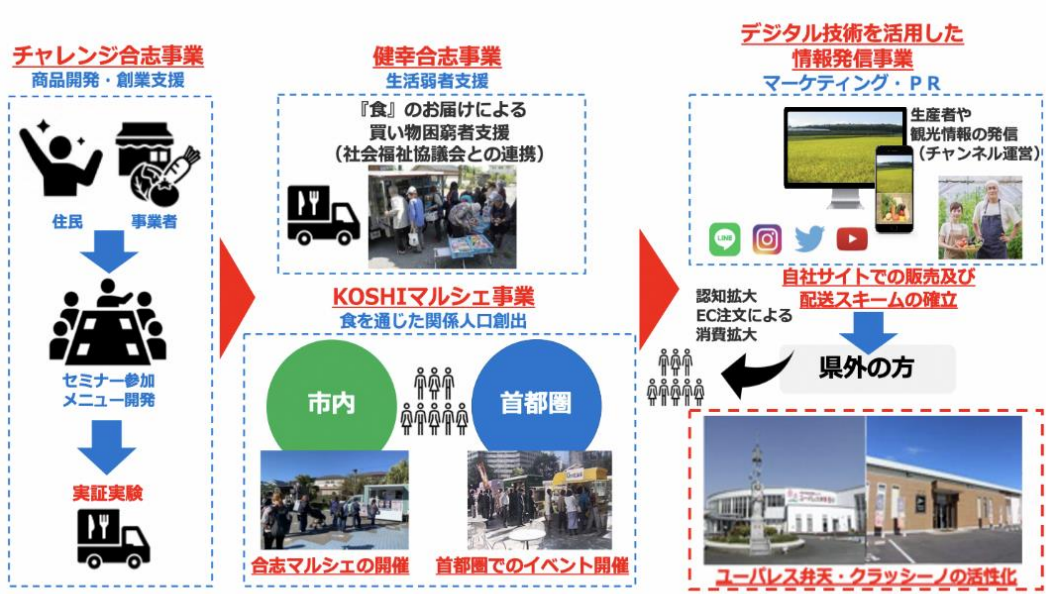 チャレンジ合志事業
商品開発・創業支援
住民
事業者
セミナー参加
メニュー開発
実証実験
健幸合志事業
生活弱者支援
『食』のお届けによる
買い物困窮者支援
（社会福祉協議会との連携）
KOSHIマルシェ事業
食を通じた関係人口創出
市内
首都圏
合志マルシェの開催
首都圏でのイベント開催
デジタル技術を活用した
情報発信事業
マーケティング・ＰＲ
生産者や
観光情報の発信
（チャンネル運営）
LINE
自社サイトでの販売及び
配送スキームの確立
認知拡大
EC注文による
消費拡大
県外の方
ユーパレス弁天・クラッシーノの活性化